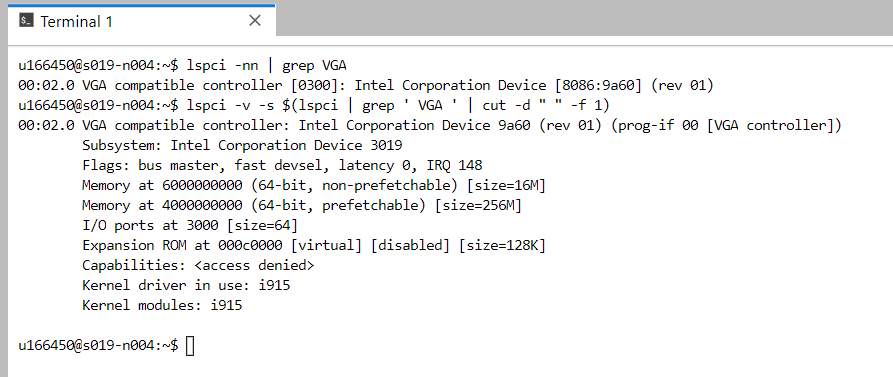 Terminal 1
u166450@s019-n004:~$ lspci -nn | grep VGA
00:02.0 VGA compatible controller [0300]: Intel Corporation Device [8086:9a60] (rev 01)
u166450@s019-n004:~$ lspci -v -s $(lspci | grep ' VGA ' | cut -d " " -f 1)
00:02.0 VGA compatible controller: Intel Corporation Device 9a60 (rev 01) (prog-if 00 [VGA controller])
Subsystem: Intel Corporation Device 3019
Flags: bus master, fast devsel, latency 0, IRQ 148
Memory at 6000000000 (64-bit, non-prefetchable) [size=16M]
Memory at 4000000000 (64-bit, prefetchable) [size=256M]
I/O ports at 3000 [size=64]
Expansion ROM at 000c0000 [virtual] [disabled] [size=128K]
Capabilities: <access denied>
Kernel driver in use: i915
Kernel modules: i915
u166450@s019-n004:~$